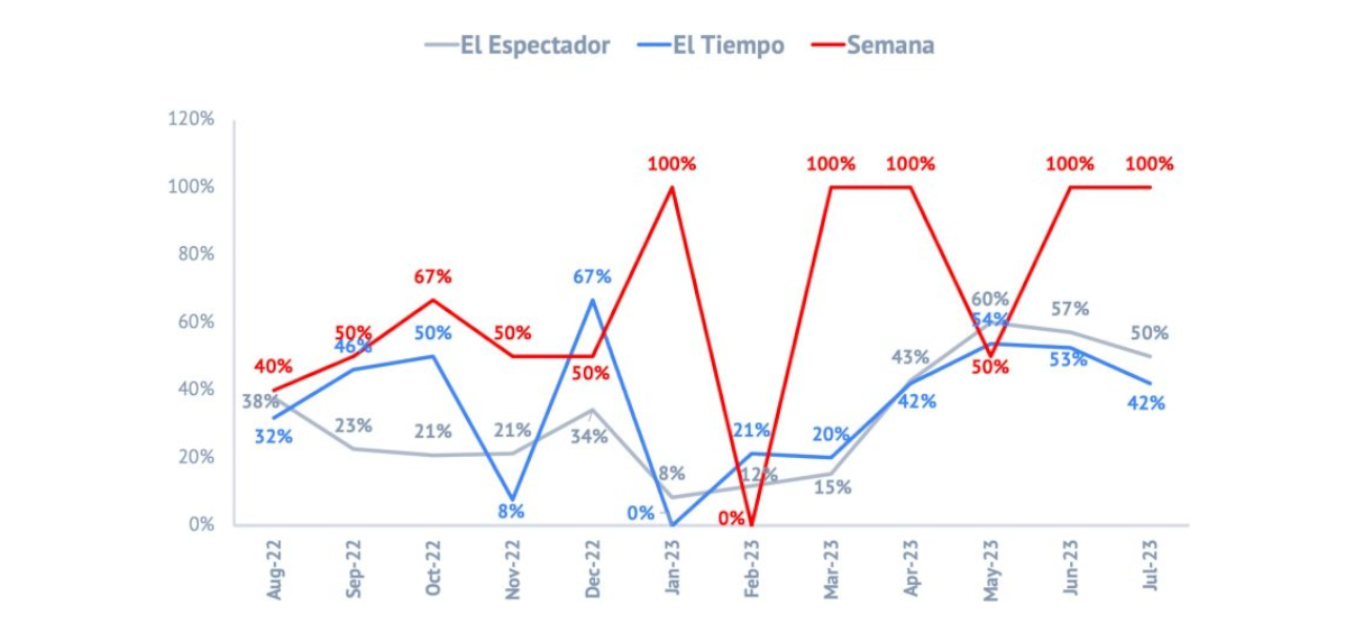 El Espectador El Tiempo Semana
120%
100% 100% 100% 100% 100%
100%
80%
67% 67%
60% 57%
60% 54%
50% 50% 50% 50%
46%
40% 50% 50% 43% 53%
40%
38% 42% 42%
32% 23% 21% 21% 34% 21% 20%
20%
8% 12% 15%
8% 0% 0%
0%
Aug-22 Sep-22 Oct-22 Nov-22 Dec-22 Jan-23 Feb-23 Mar-23 Apr-23 May-23 Jun-23 Jul-23